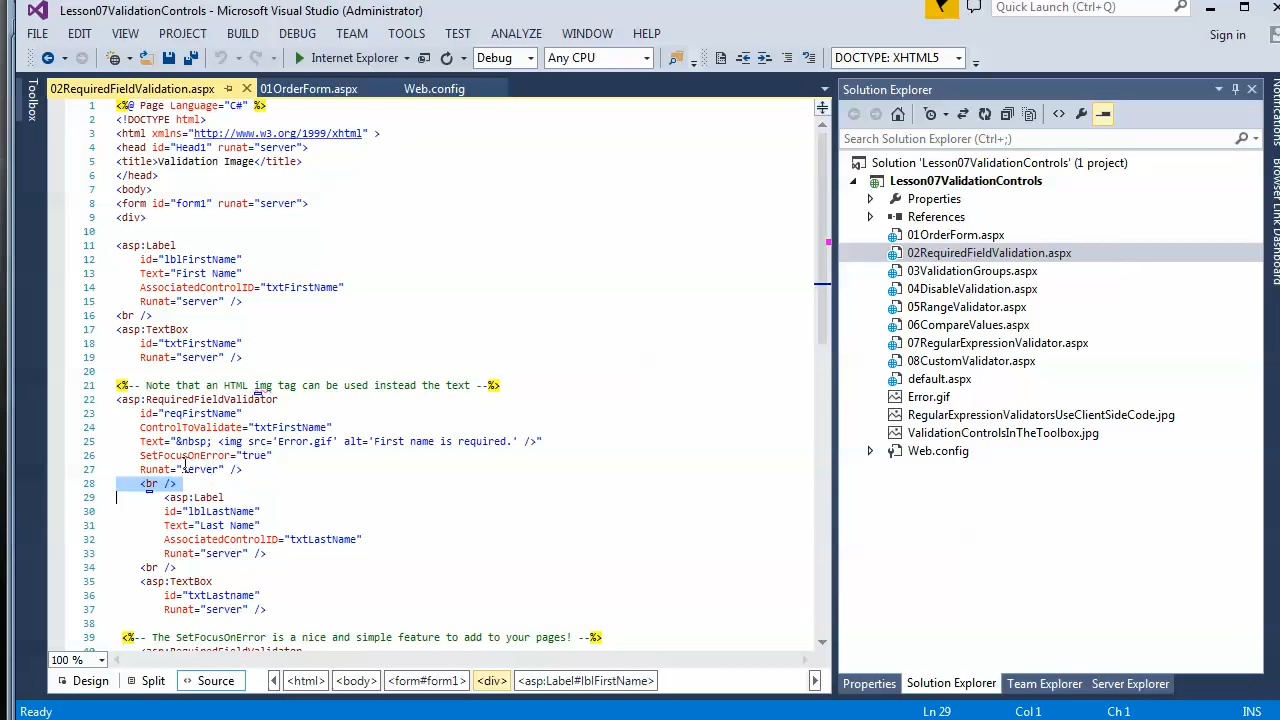 Lesson07ValidationControls - Microsoft Visual Studio (Administrator)
Quick Launch (Ctrl+Q)
FILE EDIT VIEW PROJECT BUILD DEBUG TEAM TOOLS TEST ANALYZE WINDOW HELP
Sign in
Internet Explorer Debug Any CPU DOCTYPE: XHTML5
Toolbox
02RequiredFieldValidation.aspx 01OrderForm.aspx Web.config
1 <%@ Page Language="C#" %>
2 <!DOCTYPE html>
3 <html xmlns="http://www.w3.org/1999/xhtml" >
4 <head id="Head1" runat="server">
5 <title>Validation Image</title>
6 </head>
7 <body>
8 <form id="form1" runat="server">
9 <div>
10
11 <asp:Label
12 id="lblFirstName"
13 Text="First Name"
14 AssociatedControlID="txtFirstName"
15 Runat="server" />
16 <br />
17 <asp:TextBox
18 id="txtFirstName"
19 Runat="server" />
20
21 <%-- Note that an HTML img tag can be used instead the text --%>
22 <asp:RequiredFieldValidator
23 id="reqFirstName"
24 ControlToValidate="txtFirstName"
25 Text="&nbsp; <img src='Error.gif' alt='First name is required.' />"
26 SetFocusOnError="true"
27 Runat="server" />
28 <br />
29 <asp:Label
30 id="lblLastName"
31 Text="Last Name"
32 AssociatedControlID="txtLastName"
33 Runat="server" />
34 <br />
35 <asp:TextBox
36 id="txtLastname"
37 Runat="server" />
38
39 <%-- The SetFocusOnError is a nice and simple feature to add to your pages! --%>
40 <asp:RequiredFieldValidator
100 %
Design Split Source <html> <body> <form#form1> <div> <asp:Label#lblFirstName>
Solution Explorer
Search Solution Explorer (Ctrl+;)
Solution 'Lesson07ValidationControls' (1 project)
Lesson07ValidationControls
Properties
References
01OrderForm.aspx
02RequiredFieldValidation.aspx
03ValidationGroups.aspx
04DisableValidation.aspx
05RangeValidator.aspx
06CompareValues.aspx
07RegularExpressionValidator.aspx
08CustomValidator.aspx
default.aspx
Error.gif
RegularExpressionValidatorsUseClientSideCode.jpg
ValidationControlsInTheToolbox.jpg
Web.config
Properties Solution Explorer Team Explorer Server Explorer
Notifications
Browser Link Dashboard
Ready Ln 29 Col 1 Ch 1 INS